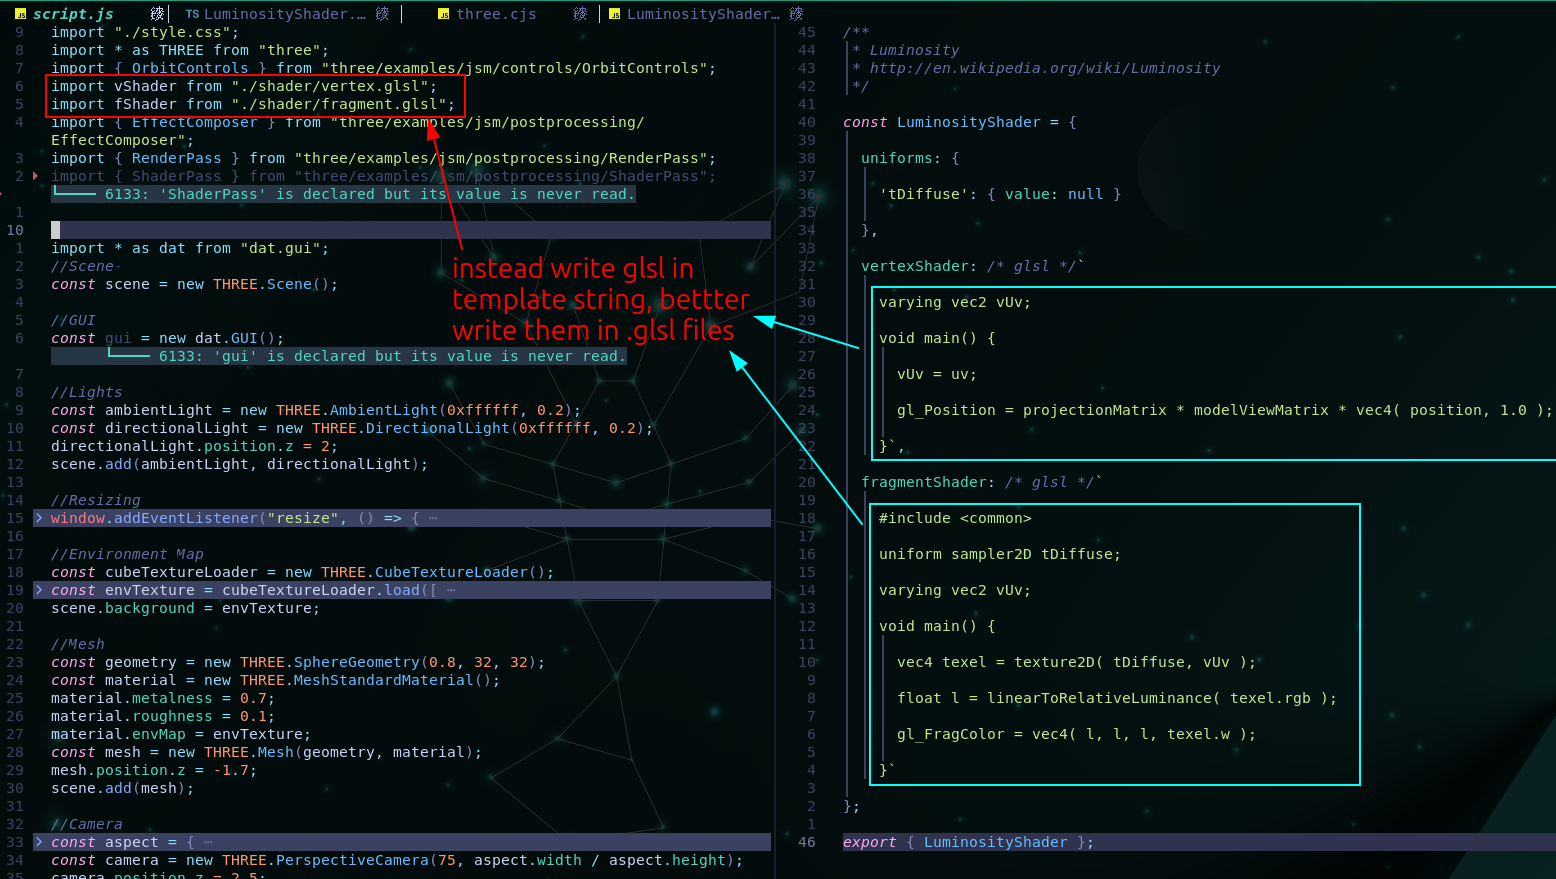 script.js
TS LuminosityShader.…
three.cjs
LuminosityShader…
9 import "./style.css";
8 import * as THREE from "three";
7 import { OrbitControls } from "three/examples/jsm/controls/OrbitControls";
6 import vShader from "./shader/vertex.glsl";
5 import fShader from "./shader/fragment.glsl";
4 import { EffectComposer } from "three/examples/jsm/postprocessing/
EffectComposer";
3 import { RenderPass } from "three/examples/jsm/postprocessing/RenderPass";
2 import { ShaderPass } from "three/examples/jsm/postprocessing/ShaderPass";
6133: 'ShaderPass' is declared but its value is never read.
1
10
1 import * as dat from "dat.gui";
2 //Scene-
3 const scene = new THREE.Scene();
4
5 //GUI
6 const gui = new dat.GUI();
6133: 'gui' is declared but its value is never read.
7
8 //Lights
9 const ambientLight = new THREE.AmbientLight(0xffffff, 0.2);
10 const directionalLight = new THREE.DirectionalLight(0xffffff, 0.2);
11 directionalLight.position.z = 2;
12 scene.add(ambientLight, directionalLight);
13
14 //Resizing
15 window.addEventListener("resize", () => { ⋯
16
17 //Environment Map
18 const cubeTextureLoader = new THREE.CubeTextureLoader();
19 const envTexture = cubeTextureLoader.load([ ⋯
20 scene.background = envTexture;
21
22 //Mesh
23 const geometry = new THREE.SphereGeometry(0.8, 32, 32);
24 const material = new THREE.MeshStandardMaterial();
25 material.metalness = 0.7;
26 material.roughness = 0.1;
27 material.envMap = envTexture;
28 const mesh = new THREE.Mesh(geometry, material);
29 mesh.position.z = -1.7;
30 scene.add(mesh);
31
32 //Camera
33 const aspect = { ⋯
34 const camera = new THREE.PerspectiveCamera(75, aspect.width / aspect.height);
35 camera.position.z = 2.5;
instead write glsl in
template string, bettter
write them in .glsl files
45 /**
44 * Luminosity
43 * http://en.wikipedia.org/wiki/Luminosity
42 */
41
40 const LuminosityShader = {
39
38 uniforms: {
37
36 'tDiffuse': { value: null }
35
34 },
33
32 vertexShader: /* glsl */`
31
30 varying vec2 vUv;
29
28 void main() {
27
26 vUv = uv;
25
24 gl_Position = projectionMatrix * modelViewMatrix * vec4( position, 1.0 );
23
22 }`,
21
20 fragmentShader: /* glsl */`
19
18 #include <common>
17
16 uniform sampler2D tDiffuse;
15
14 varying vec2 vUv;
13
12 void main() {
11
10 vec4 texel = texture2D( tDiffuse, vUv );
9
8 float l = linearToRelativeLuminance( texel.rgb );
7
6 gl_FragColor = vec4( l, l, l, texel.w );
5
4 }`
3
2 };
1
46 export { LuminosityShader };